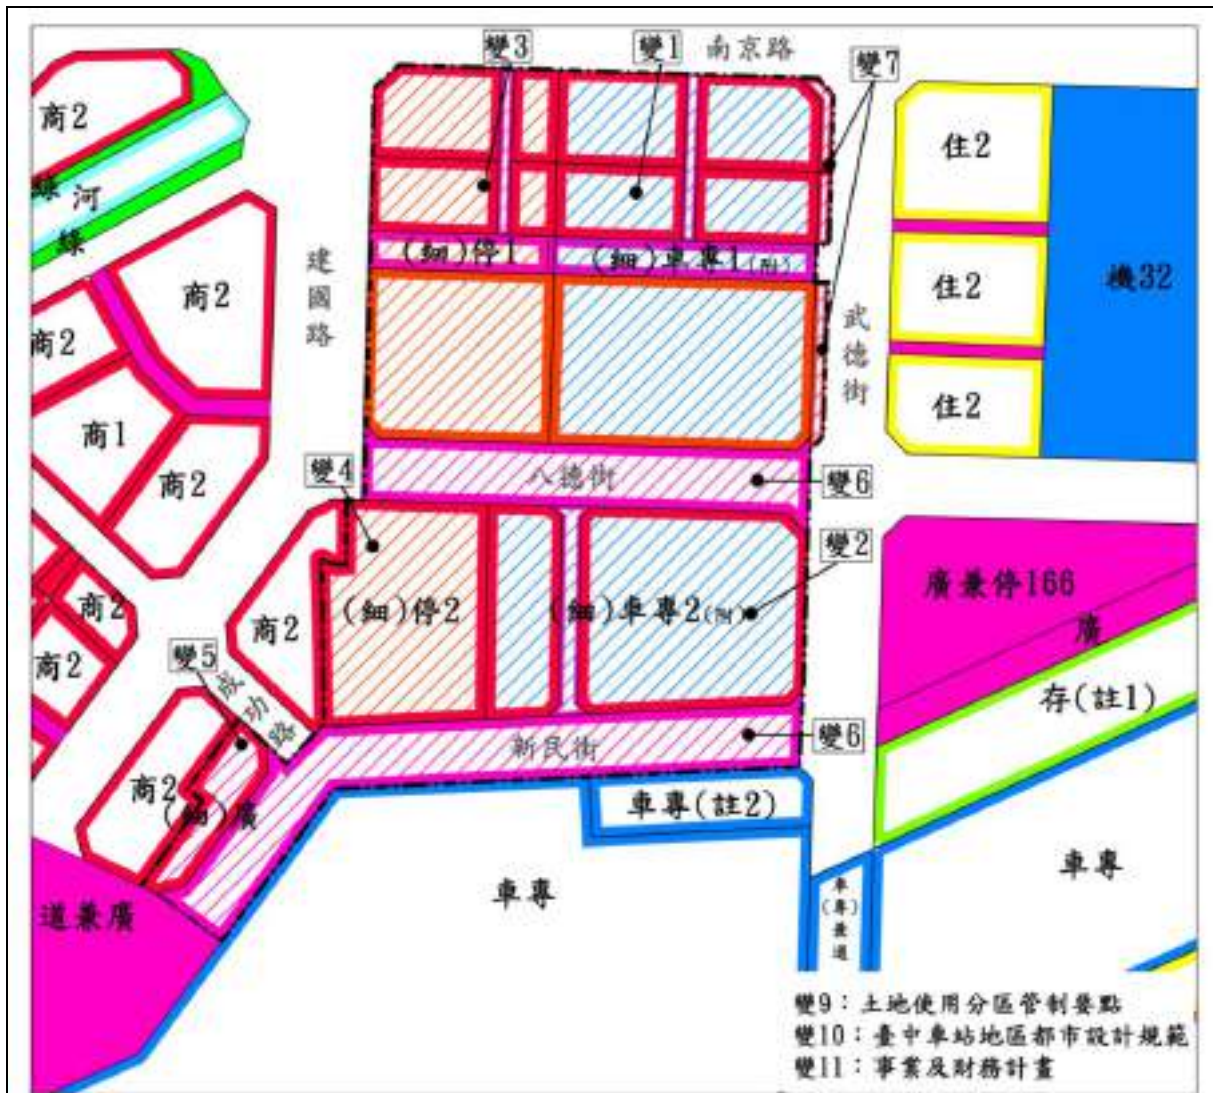 變3
變1
南京路
變7
商2
住2
綠
河
綠
(細)停1
(細)車專1(附)
機32
商2
建國路
住2
武德街
商2
住2
商1
商2
變4
八德街
變6
變2
廣兼停166
商2
(細)停2
(細)車專2(附)
廣
商2
商2
變5
成功路
存(註1)
新民街
變6
商2
(細)廣
車專(註2)
車專
車專
車(專)兼道
道兼廣
變9：土地使用分區管制要點
變10：臺中車站地區都市設計規範
變11：事業及財務計畫